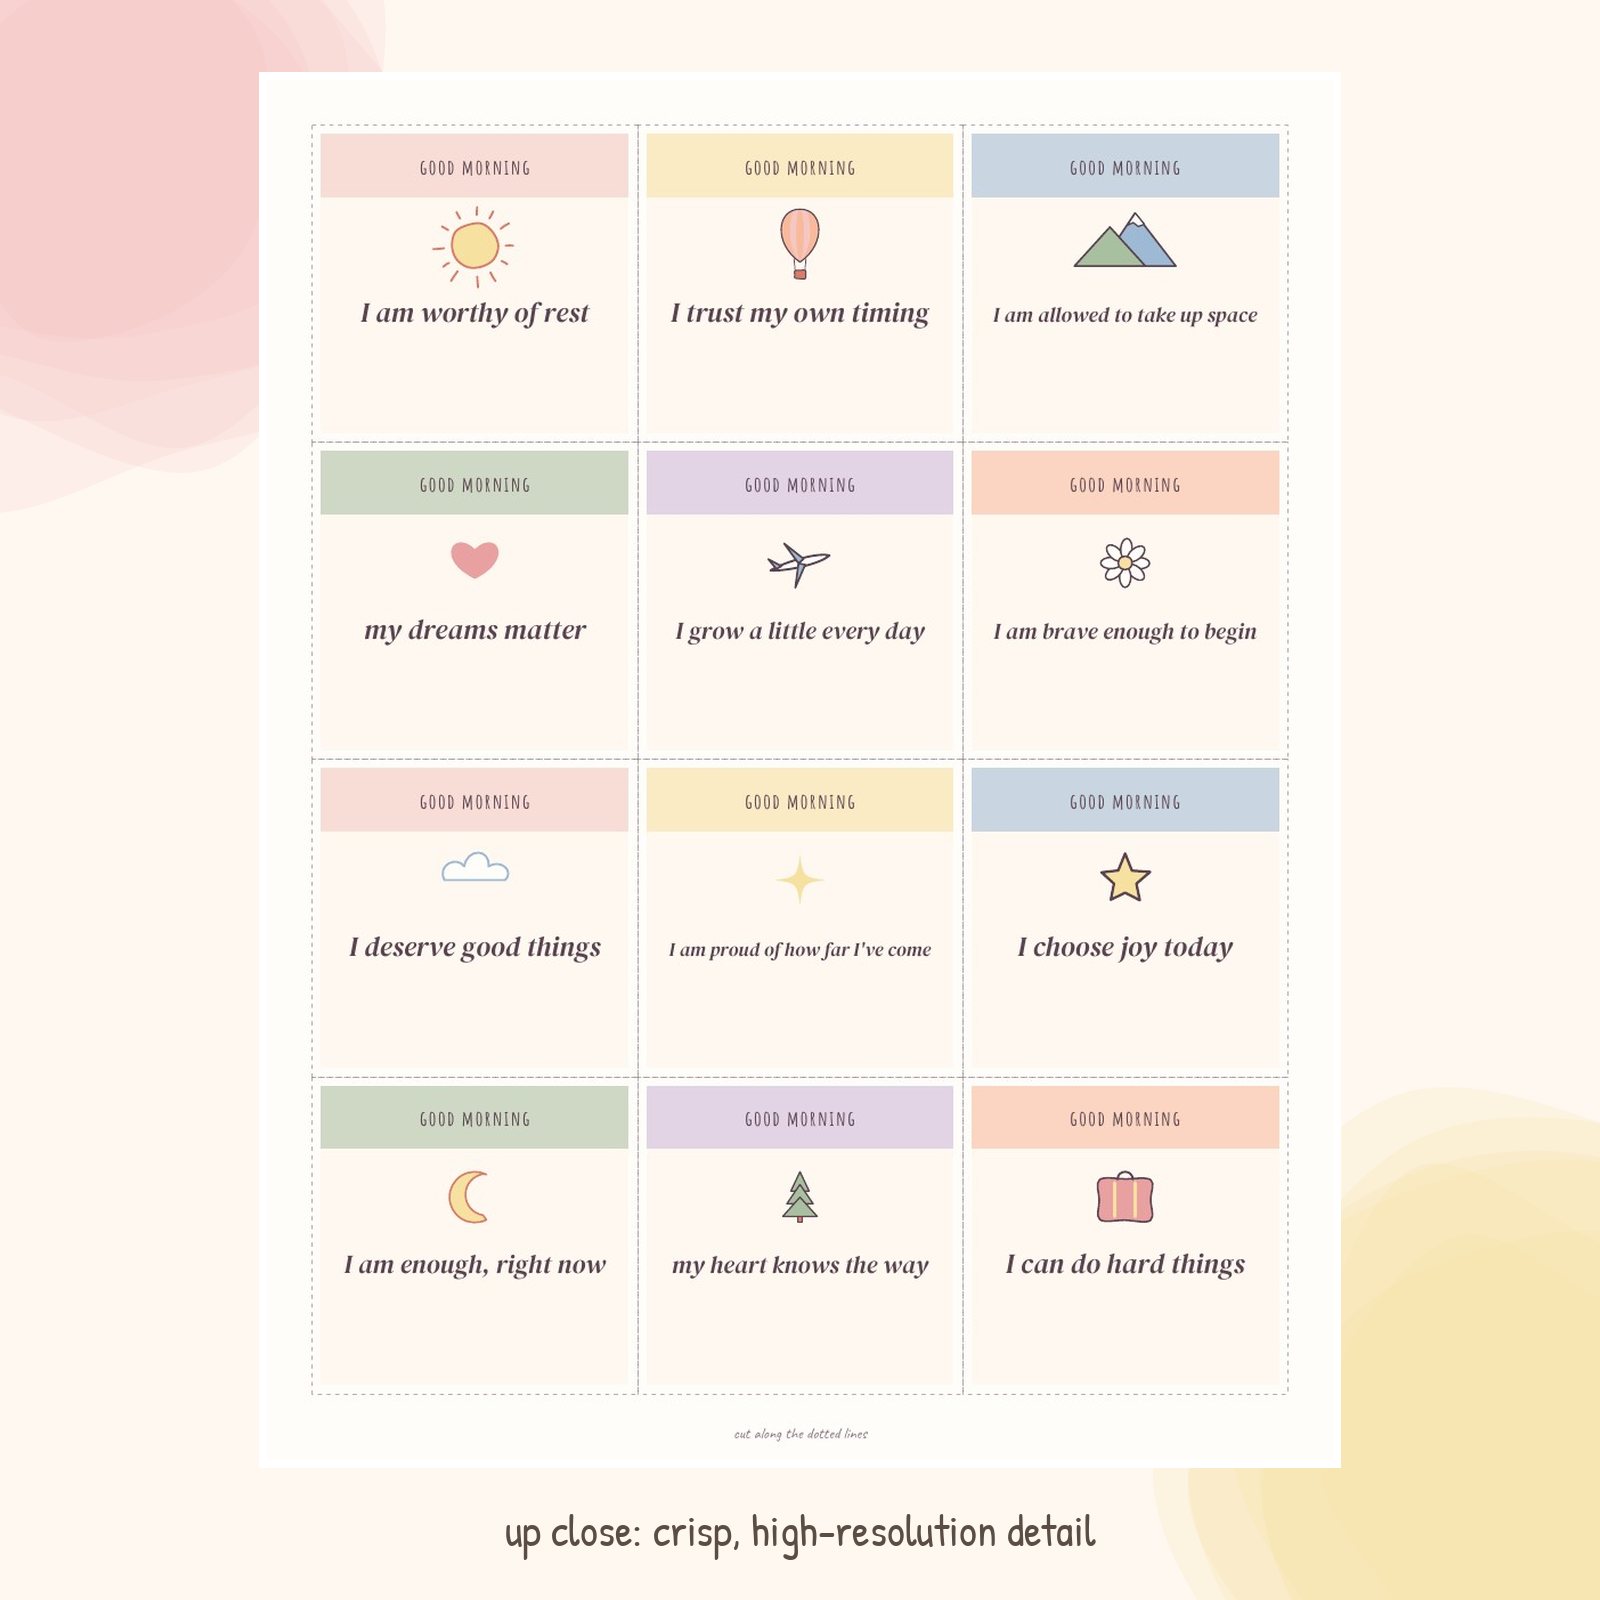 GOOD MORNING
GOOD MORNING
GOOD MORNING
I am worthy of rest
I trust my own timing
I am allowed to take up space
GOOD MORNING
GOOD MORNING
GOOD MORNING
my dreams matter
I grow a little every day
I am brave enough to begin
GOOD MORNING
GOOD MORNING
GOOD MORNING
I deserve good things
I am proud of how far I've come
I choose joy today
GOOD MORNING
GOOD MORNING
GOOD MORNING
I am enough, right now
my heart knows the way
I can do hard things
cut along the dotted lines
up close: crisp, high-resolution detail